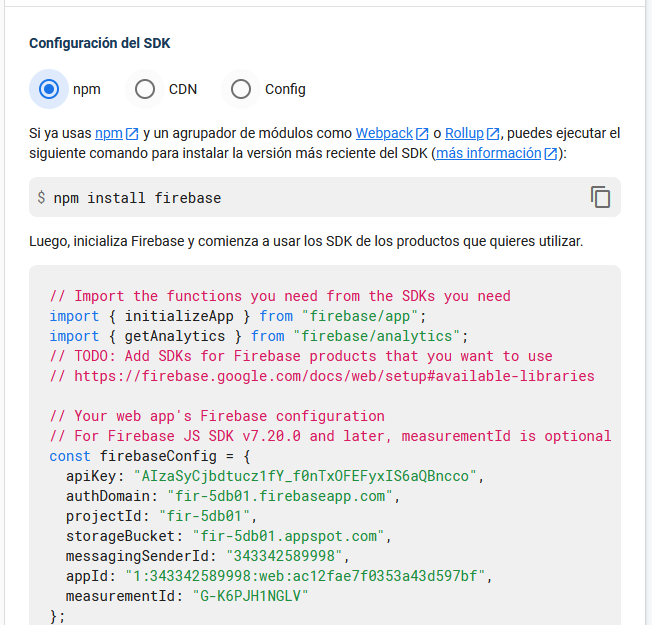 Configuración del SDK
npm CDN Config
Si ya usas npm y un agrupador de módulos como Webpack o Rollup, puedes ejecutar el
siguiente comando para instalar la versión más reciente del SDK (más información):
$ npm install firebase
Luego, inicializa Firebase y comienza a usar los SDK de los productos que quieres utilizar.
// Import the functions you need from the SDKs you need
import { initializeApp } from "firebase/app";
import { getAnalytics } from "firebase/analytics";
// TODO: Add SDKs for Firebase products that you want to use
// https://firebase.google.com/docs/web/setup#available-libraries
// Your web app's Firebase configuration
// For Firebase JS SDK v7.20.0 and later, measurementId is optional
const firebaseConfig = {
apiKey: "AIzaSyCjbdtucz1fY_f0nTxOFEFyxIS6aQBncco",
authDomain: "fir-5db01.firebaseapp.com",
projectId: "fir-5db01",
storageBucket: "fir-5db01.appspot.com",
messagingSenderId: "343342589998",
appId: "1:343342589998:web:ac12fae7f0353a43d597bf",
measurementId: "G-K6PJH1NGLV"
};